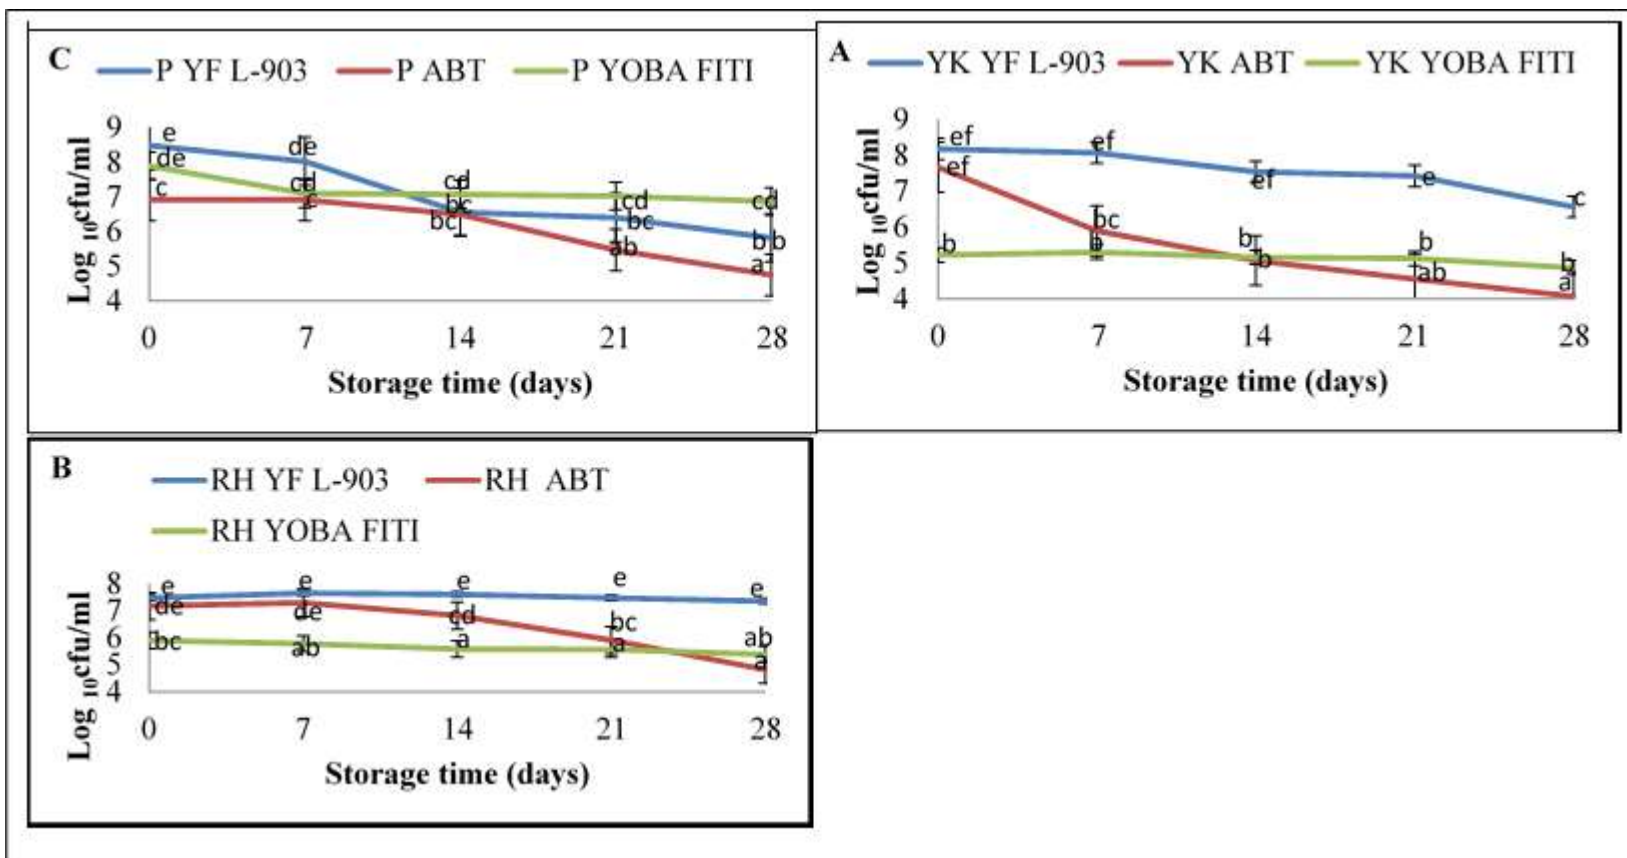 C
P YF L-903 P ABT P YOBA FITI
Log 10cfu/ml
9
8
7
6
5
4
e
de
c
de
cd
c
cd
bc
bc
cd
bc
ab
cd
b b
a
0 7 14 21 28
Storage time (days)
A
YK YF L-903 YK ABT YK YOBA FITI
Log 10cfu/ml
9
8
7
6
5
4
ef
ef
b
ef
bc
b
ef
b
b
e
b
ab
c
b
a
0 7 14 21 28
Storage time (days)
B
RH YF L-903 RH ABT
RH YOBA FITI
Log 10cfu/ml
8
7
6
5
4
e
de
bc
e
de
ab
e
cd
a
e
bc
a
e
ab
a
0 7 14 21 28
Storage time (days)